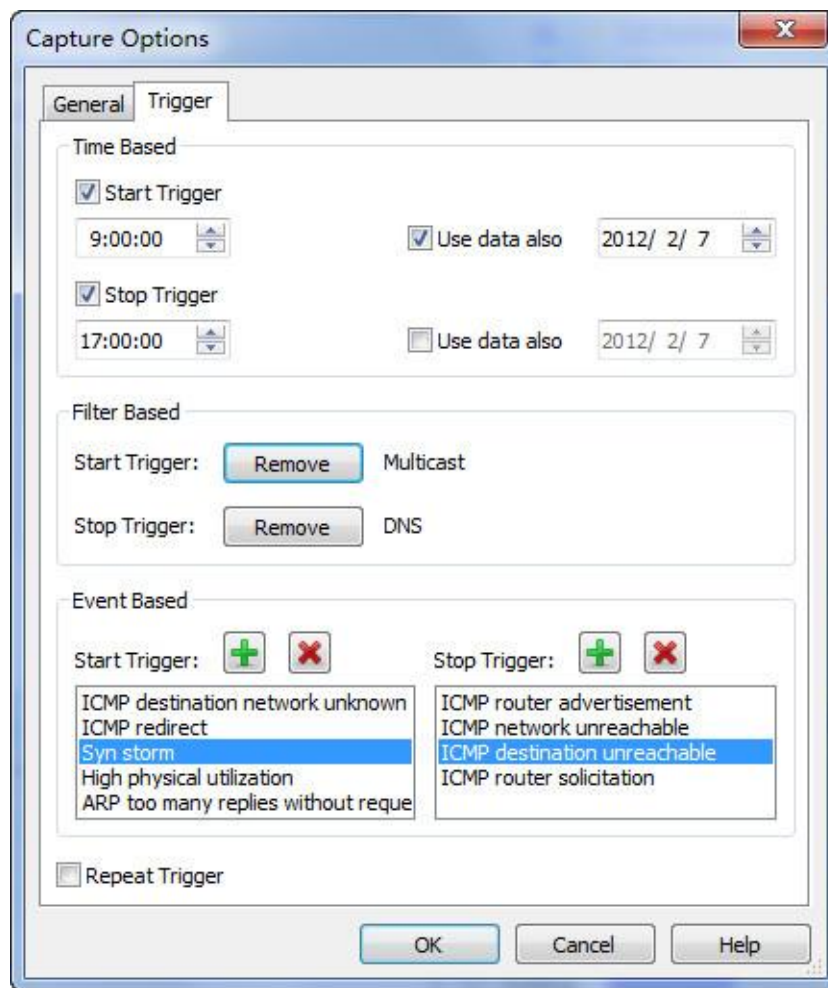 Capture Options
General Trigger
Time Based
Start Trigger
9:00:00 Use data also 2012/ 2/ 7
Stop Trigger
17:00:00 Use data also 2012/ 2/ 7
Filter Based
Start Trigger: Remove Multicast
Stop Trigger: Remove DNS
Event Based
Start Trigger: Stop Trigger:
ICMP destination network unknown
ICMP redirect
Syn storm
High physical utilization
ARP too many replies without reque
ICMP router advertisement
ICMP network unreachable
ICMP destination unreachable
ICMP router solicitation
Repeat Trigger
OK Cancel Help